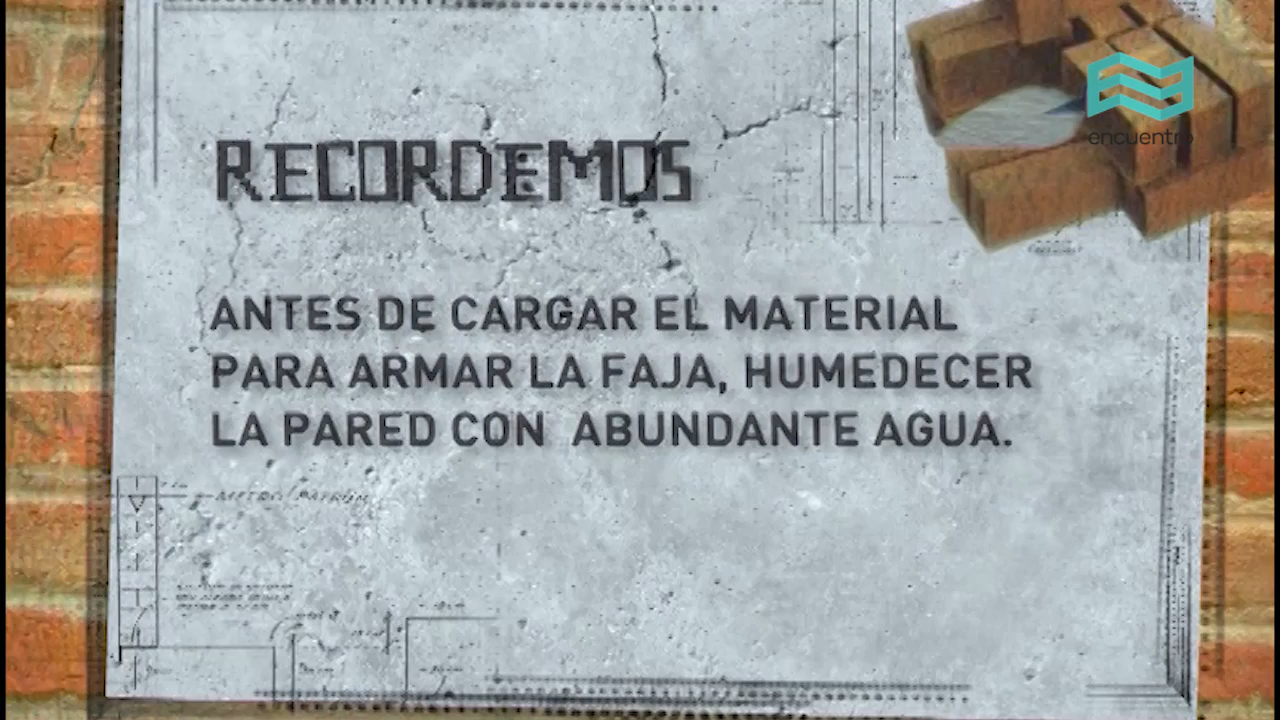 encuentro
RECORDEMOS
ANTES DE CARGAR EL MATERIAL
PARA ARMAR LA FAJA, HUMEDECER
LA PARED CON ABUNDANTE AGUA.